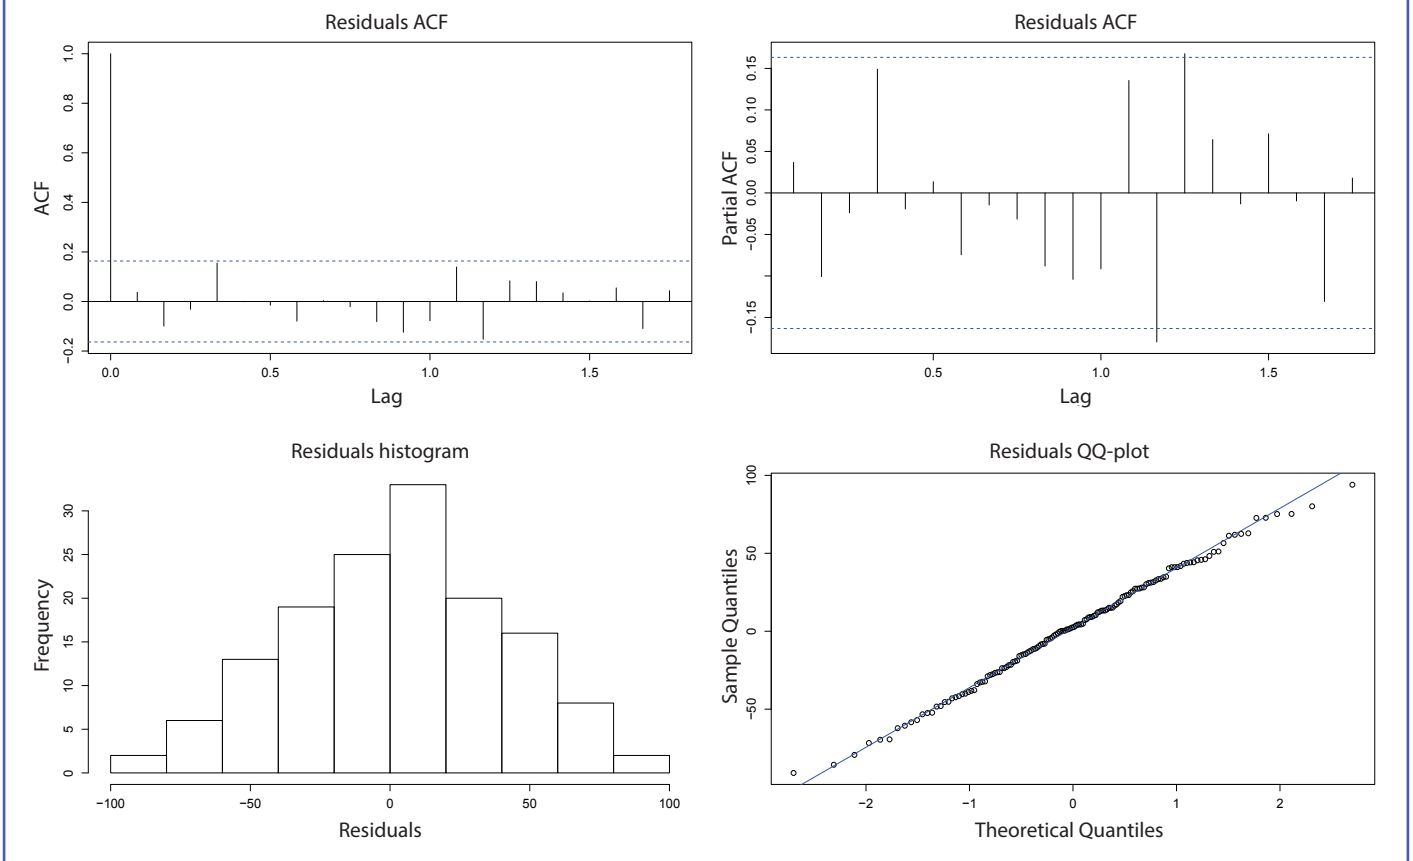 Residuals ACF
ACF
1.0
0.8
0.6
0.4
0.2
0.0
−0.2
0.0 0.5 1.0 1.5
Lag
Residuals ACF
Partial ACF
0.15
0.10
0.05
0.00
−0.05
−0.15
0.5 1.0 1.5
Lag
Residuals histogram
Frequency
30
25
20
15
10
5
0
−100 −50 0 50 100
Residuals
Residuals QQ-plot
Sample Quantiles
100
50
0
−50
−2 −1 0 1 2
Theoretical Quantiles